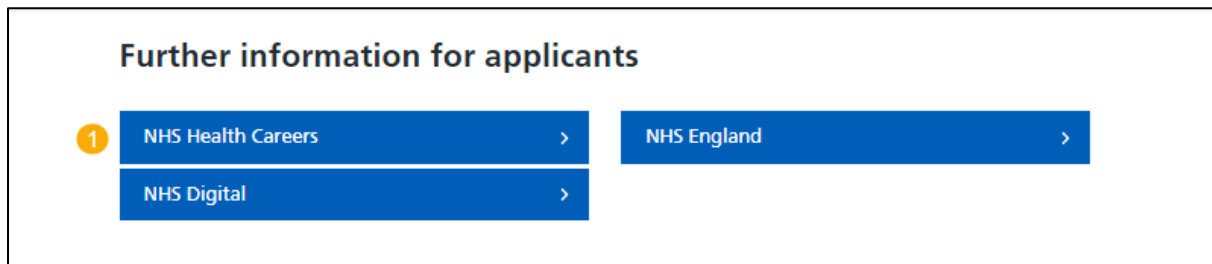 Further information for applicants
1
NHS Health Careers
NHS England
NHS Digital